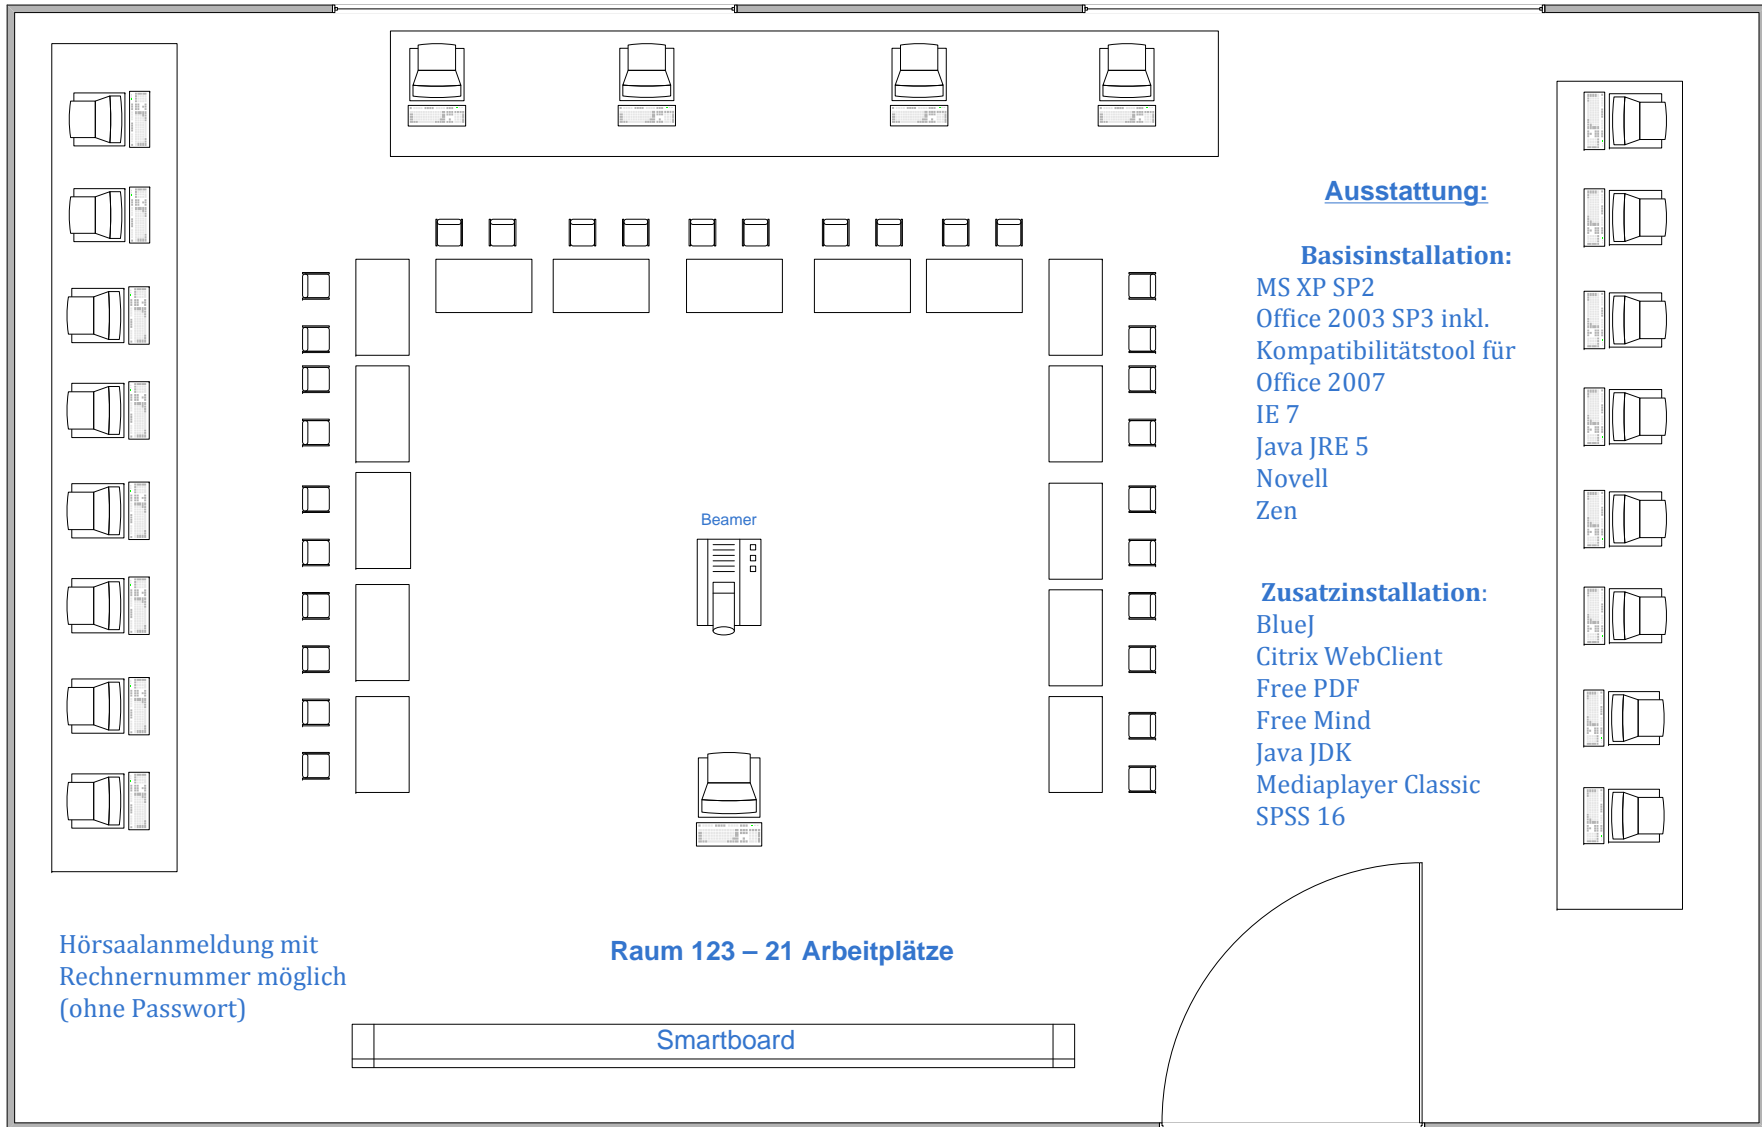 Ausstattung:
Basisinstallation:
MS XP SP2
Office 2003 SP3 inkl.
Kompatibilitätstool für
Office 2007
IE 7
Java JRE 5
Novell
Zen
Beamer
Zusatzinstallation:
BlueJ
Citrix WebClient
Free PDF
Free Mind
Java JDK
Mediaplayer Classic
SPSS 16
Hörsaalanmeldung mit
Rechnernummer möglich
(ohne Passwort)
Raum 123 – 21 Arbeitplätze
Smartboard